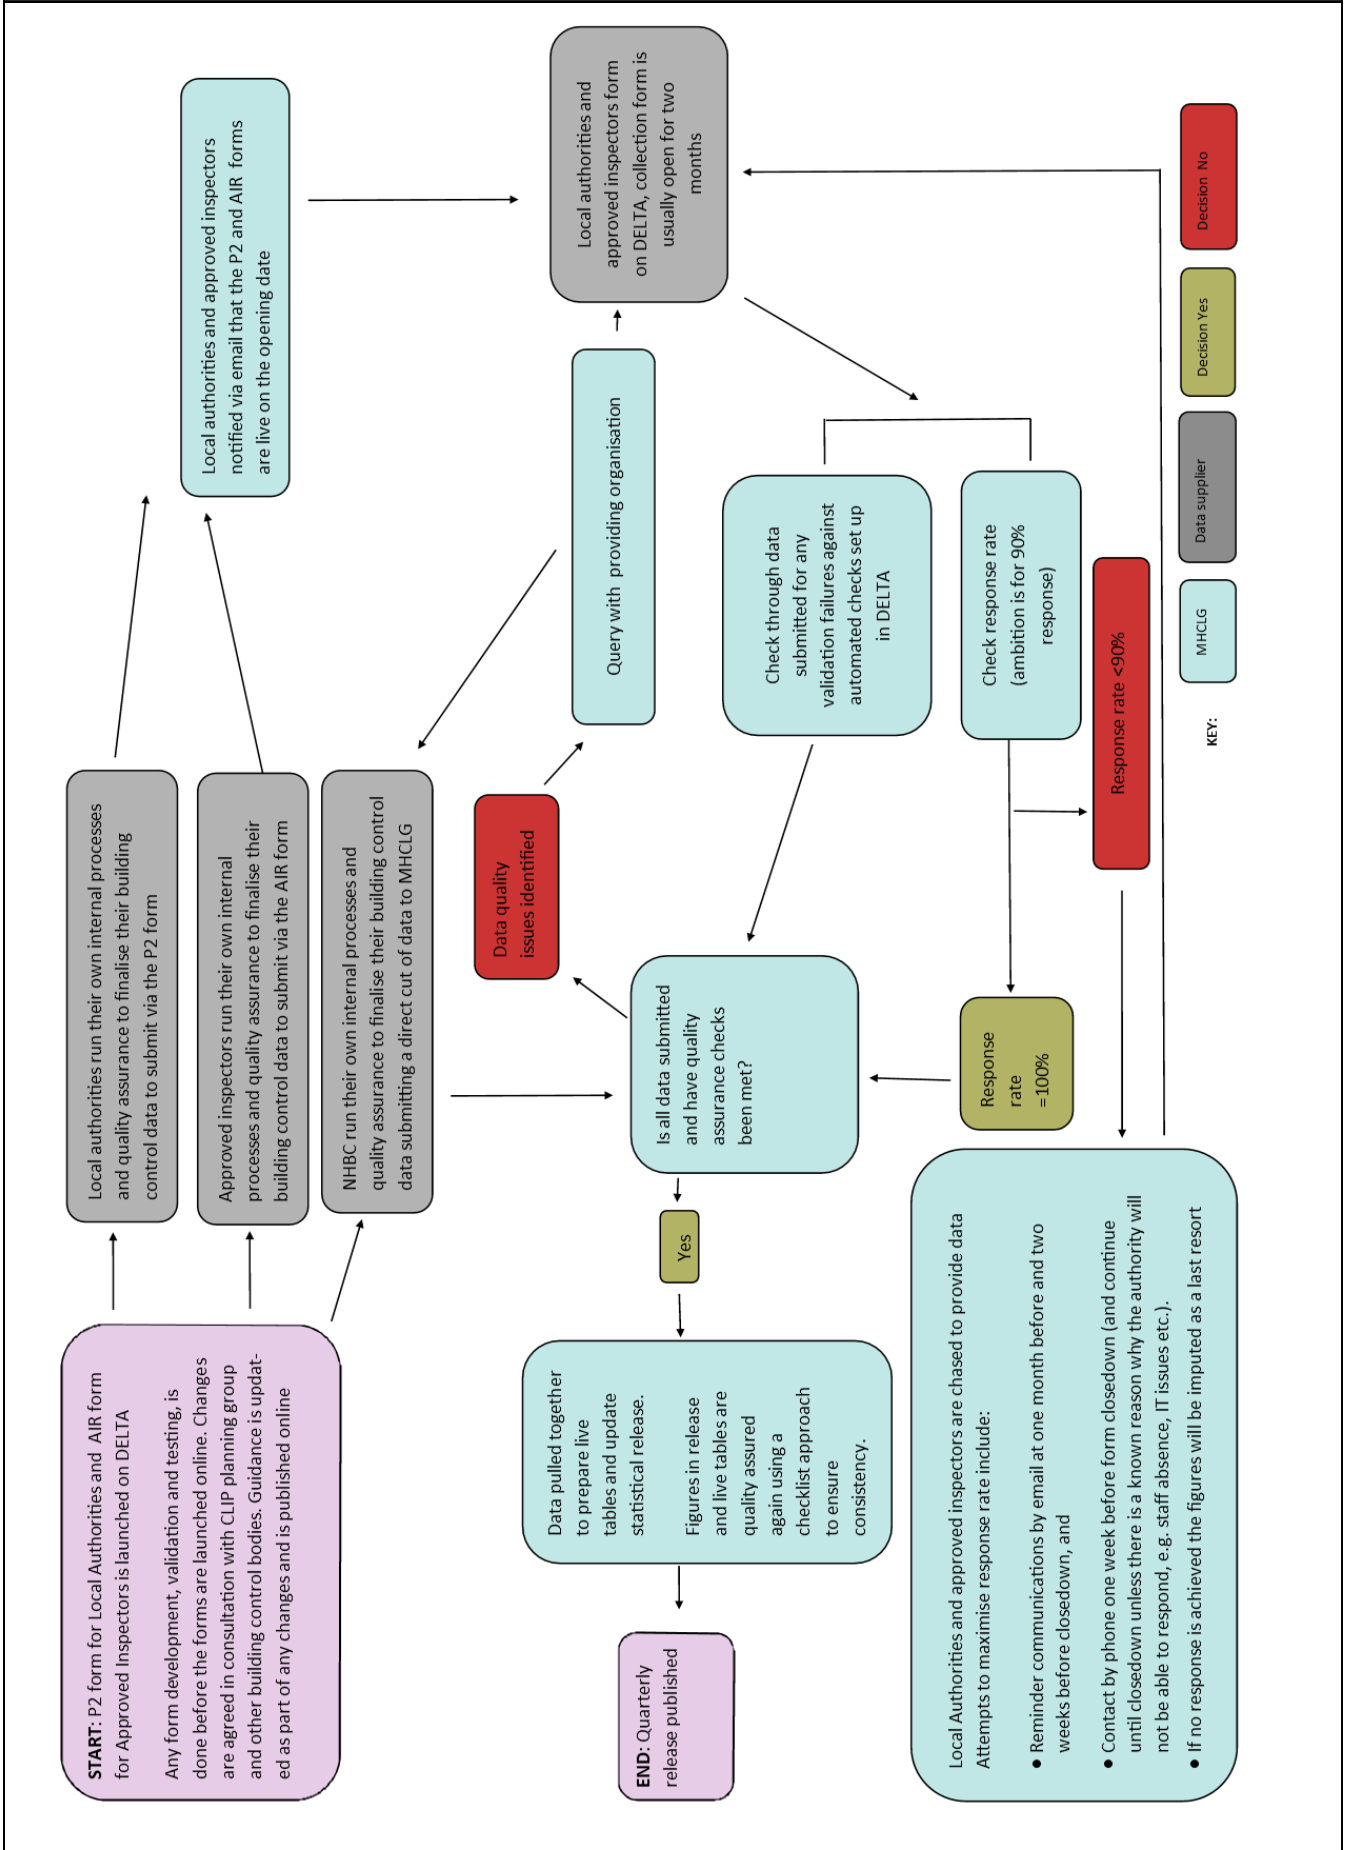 START: P2 form for Local Authorities and AIR form
for Approved Inspectors is launched on DELTA
Any form development, validation and testing, is
done before the forms are launched online. Changes
are agreed in consultation with CLIP planning group
and other building control bodies. Guidance is updat-
ed as part of any changes and is published online
Local authorities run their own internal processes
and quality assurance to finalise their building
control data to submit via the P2 form
Approved inspectors run their own internal
processes and quality assurance to finalise their
building control data to submit via the AIR form
NHBC run their own internal processes and
quality assurance to finalise their building control
data submitting a direct cut of data to MHCLG
Local authorities and approved inspectors
notified via email that the P2 and AIR forms
are live on the opening date
Local authorities and
approved inspectors form
on DELTA, collection form is
usually open for two
months
Query with providing organisation
Data quality
issues identified
Check through data
submitted for any
validation failures against
automated checks set up
in DELTA
Check response rate
(ambition is for 90%
response)
Response rate <90%
Is all data submitted
and have quality
assurance checks
been met?
Response
rate
=100%
Yes
Data pulled together
to prepare live
tables and update
statistical release.
Figures in release
and live tables are
quality assured
again using a
checklist approach
to ensure
consistency.
END: Quarterly
release published
Local Authorities and approved inspectors are chased to provide data
Attempts to maximise response rate include:
● Reminder communications by email at one month before and two
weeks before closedown, and
● Contact by phone one week before form closedown (and continue
until closedown unless there is a known reason why the authority will
not be able to respond, e.g. staff absence, IT issues etc.).
● If no response is achieved the figures will be imputed as a last resort
KEY:
MHCLG
Data supplier
Decision Yes
Decision No